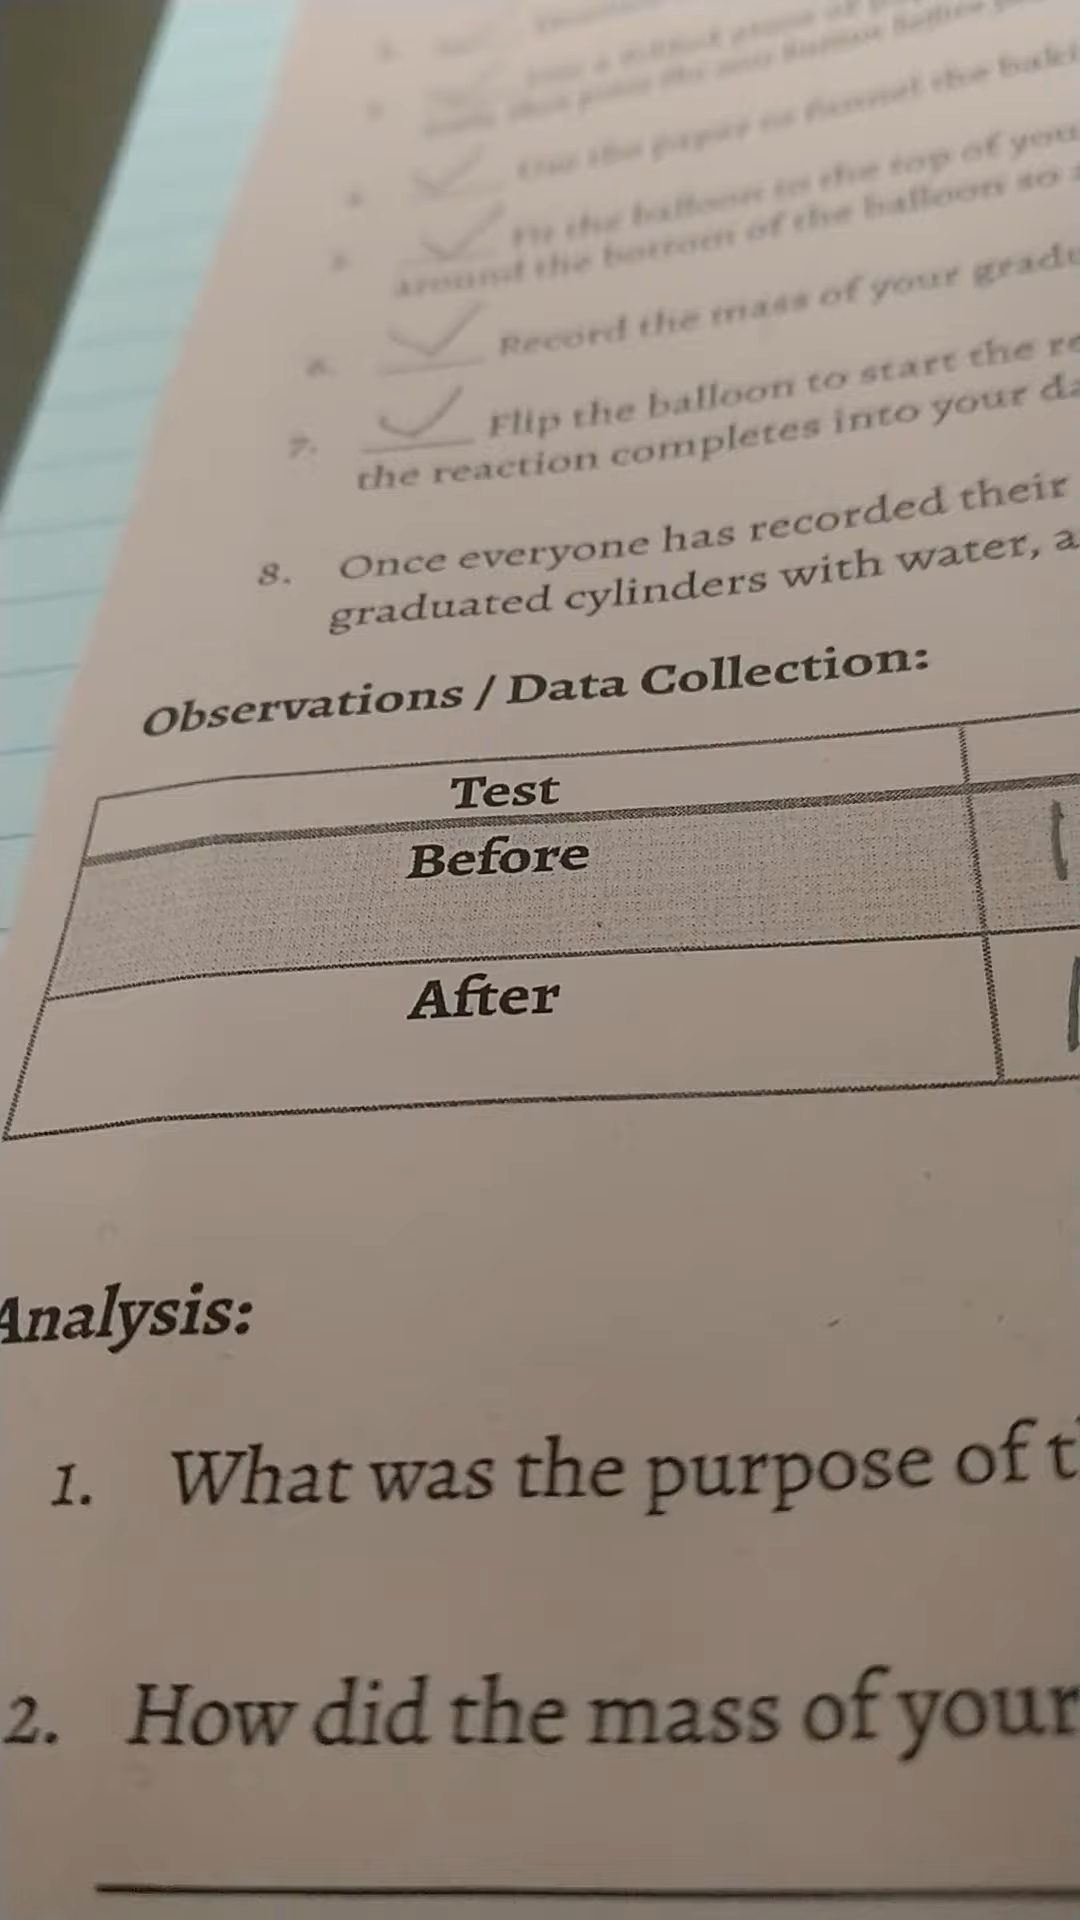 Use the paper to funnel the baki
Fit the balloon to the top of you
around the bottom of the balloon so
6. Record the mass of your gradu
7. Flip the balloon to start the re
the reaction completes into your da
8. Once everyone has recorded their
graduated cylinders with water, a
Observations / Data Collection:
Test
Before
After
Analysis:
1. What was the purpose of t
2. How did the mass of your